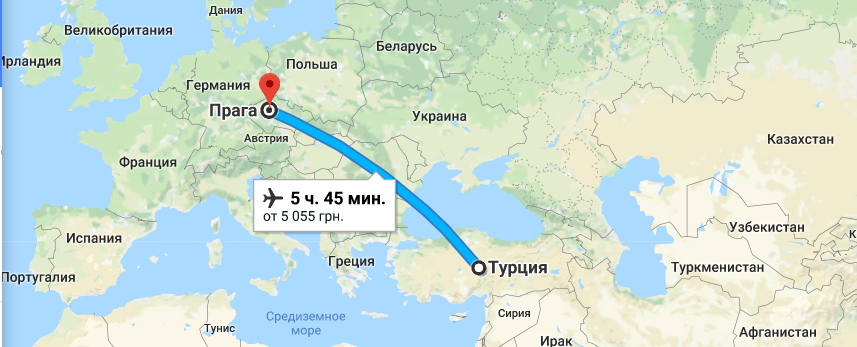 Дания
Великобритания
Ирландия
Беларусь
Польша
Германия
Прага
Украина
Австрия
Казахстан
Франция
5 ч. 45 мин.
от 5 055 грн.
Узбекистан
Испания
Греция
Турция
Туркменистан
Португалия
Средиземное
море
Сирия
Тунис
Ирак
Афганистан